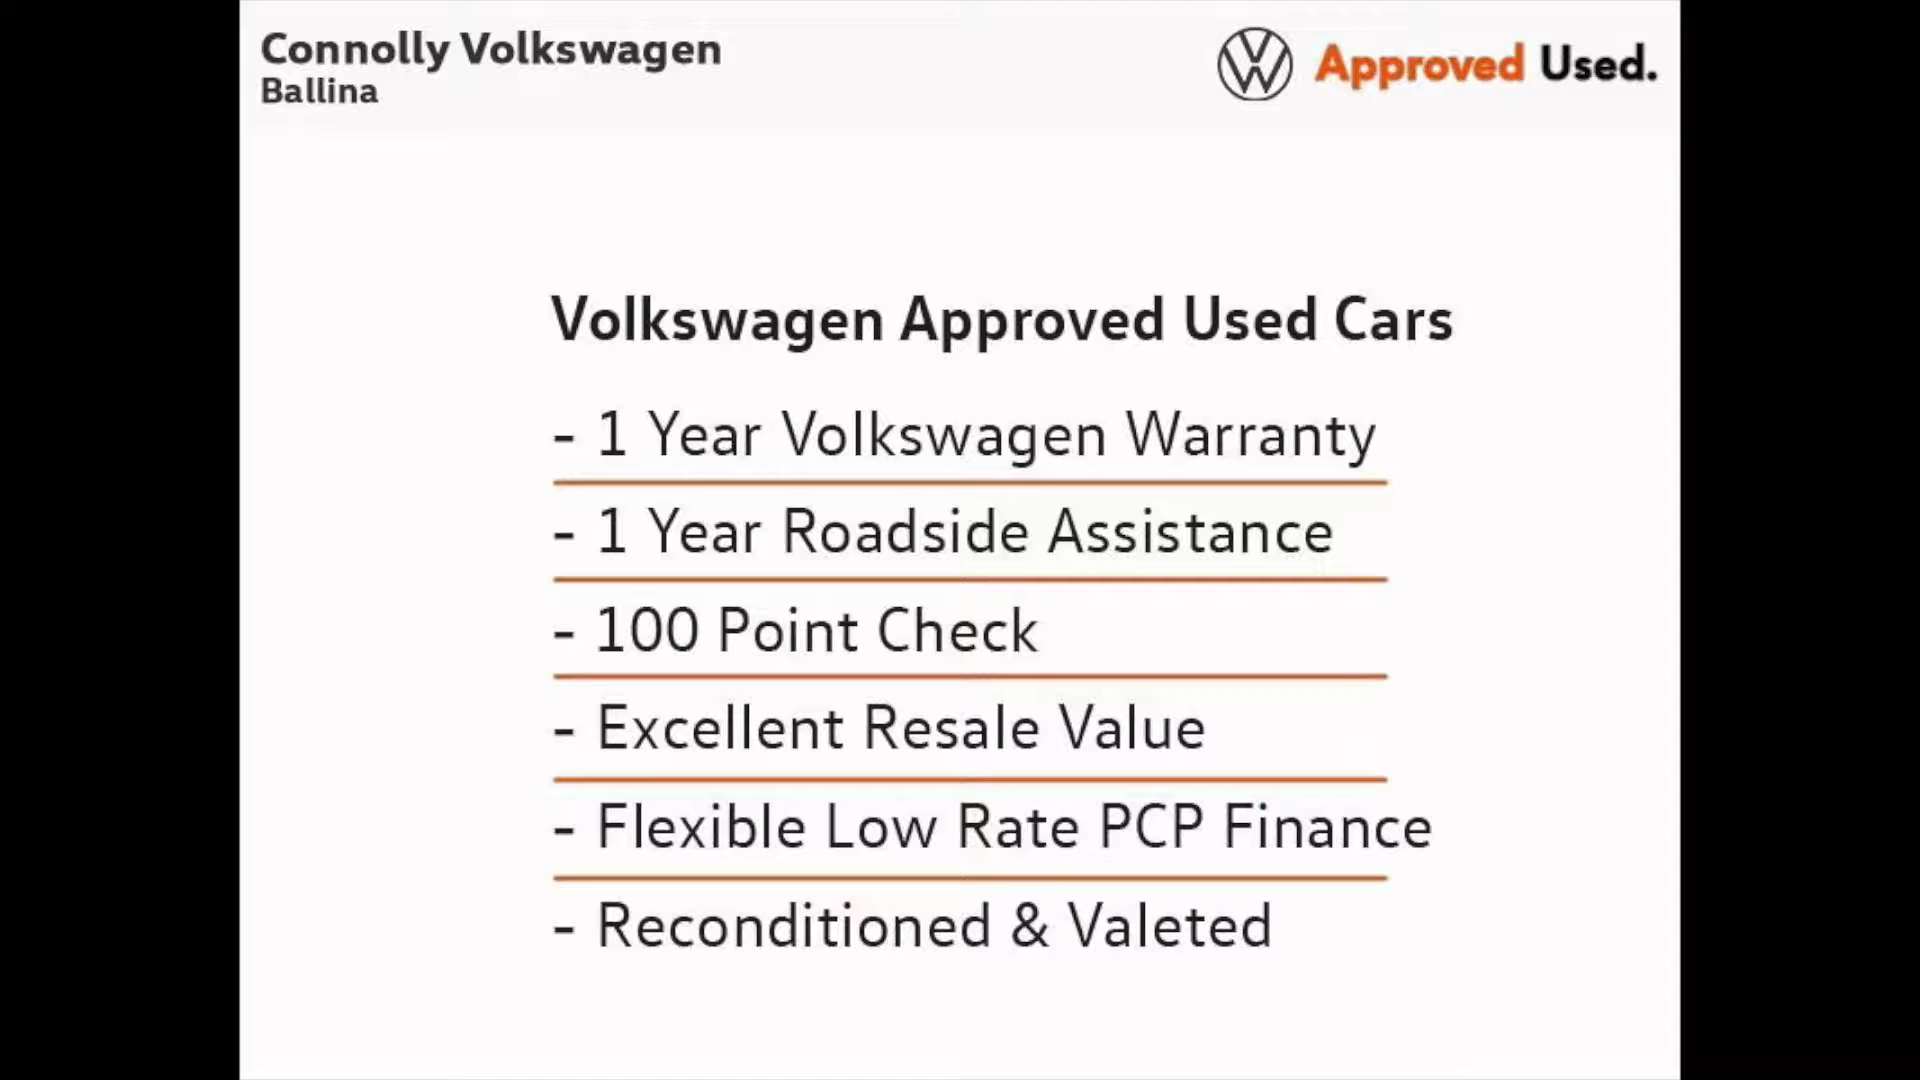 Connolly Volkswagen
Ballina
Approved Used.
Volkswagen Approved Used Cars
- 1 Year Volkswagen Warranty
- 1 Year Roadside Assistance
- 100 Point Check
- Excellent Resale Value
- Flexible Low Rate PCP Finance
- Reconditioned & Valeted